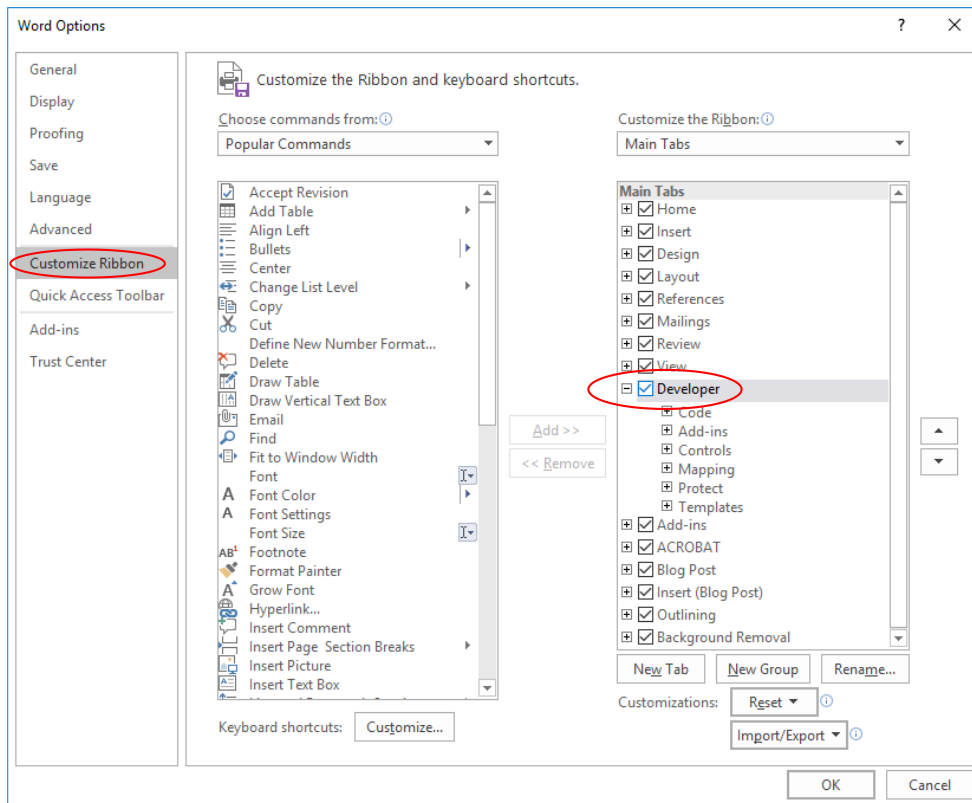 Word Options
?
General
Display
Proofing
Save
Language
Advanced
Customize Ribbon
Quick Access Toolbar
Add-ins
Trust Center
Customize the Ribbon and keyboard shortcuts.
Choose commands from:
Popular Commands
Accept Revision
Add Table
Align Left
Bullets
Center
Change List Level
Copy
Cut
Define New Number Format...
Delete
Draw Table
Draw Vertical Text Box
Email
Find
Fit to Window Width
Font
Font Color
Font Settings
Font Size
Footnote
Format Painter
Grow Font
Hyperlink...
Insert Comment
Insert Page Section Breaks
Insert Picture
Insert Text Box
Keyboard shortcuts: Customize...
Add >>
<< Remove
Customize the Ribbon:
Main Tabs
Main Tabs
Home
Insert
Design
Layout
References
Mailings
Review
View
Developer
Code
Add-ins
Controls
Mapping
Protect
Templates
Add-ins
ACROBAT
Blog Post
Insert (Blog Post)
Outlining
Background Removal
New Tab New Group Rename...
Customizations: Reset
Import/Export
OK Cancel